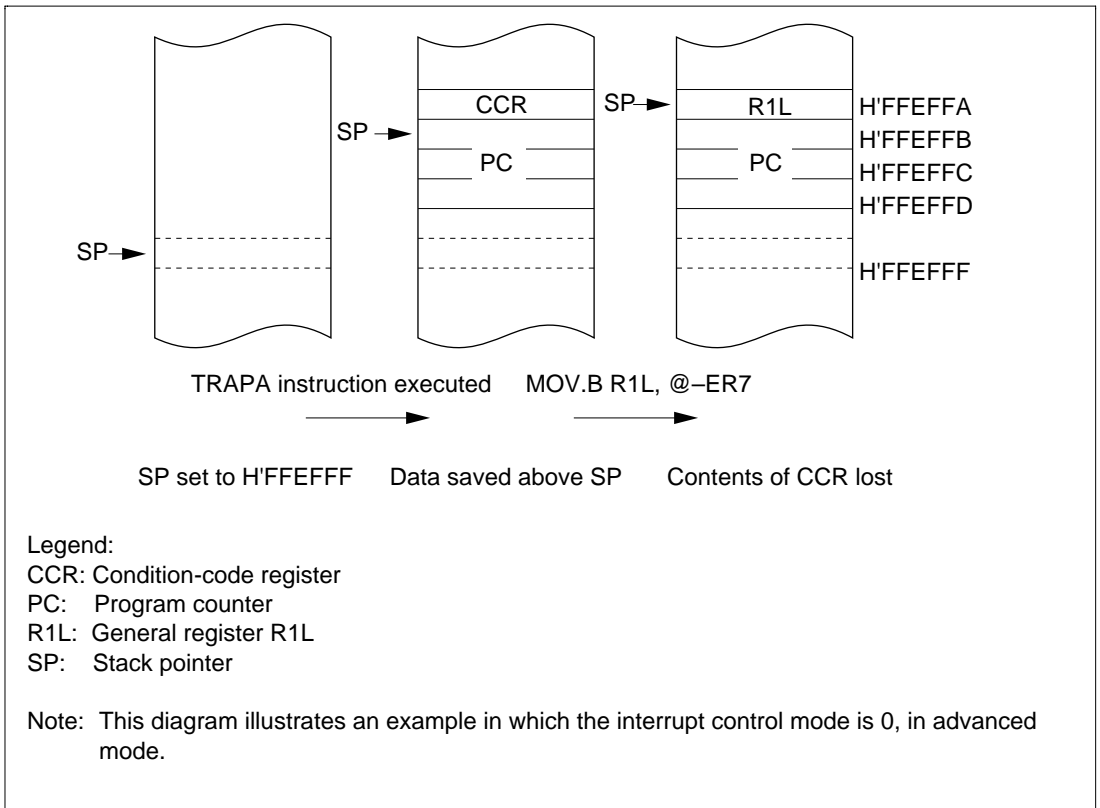 CCR
SP
R1L
H'FFEFFA
SP
H'FFEFFB
PC
PC
H'FFEFFC
H'FFEFFD
SP
H'FFEFFF
TRAPA instruction executed
MOV.B R1L, @–ER7
SP set to H'FFEFFF
Data saved above SP
Contents of CCR lost
Legend:
CCR: Condition-code register
PC: Program counter
R1L: General register R1L
SP: Stack pointer
Note: This diagram illustrates an example in which the interrupt control mode is 0, in advanced
mode.